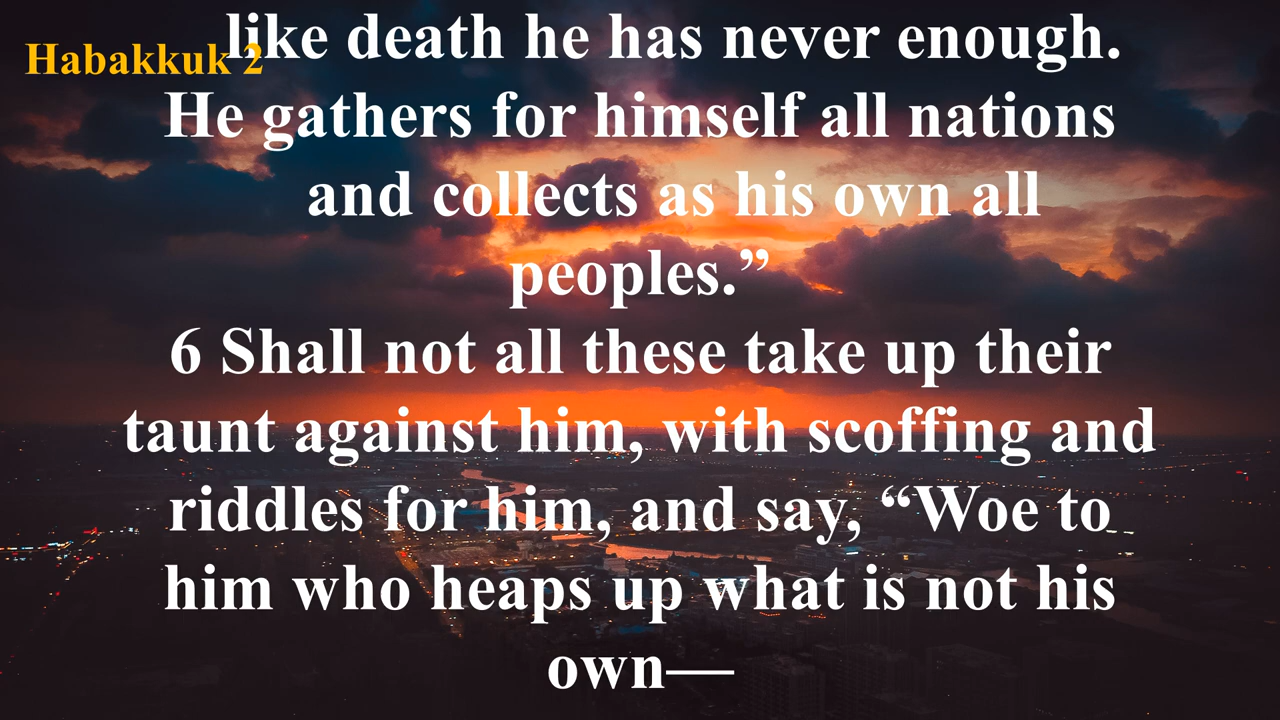 Habakkuk 2
like death he has never enough.
He gathers for himself all nations
and collects as his own all
peoples.”
6 Shall not all these take up their
taunt against him, with scoffing and
riddles for him, and say, “Woe to
him who heaps up what is not his
own—